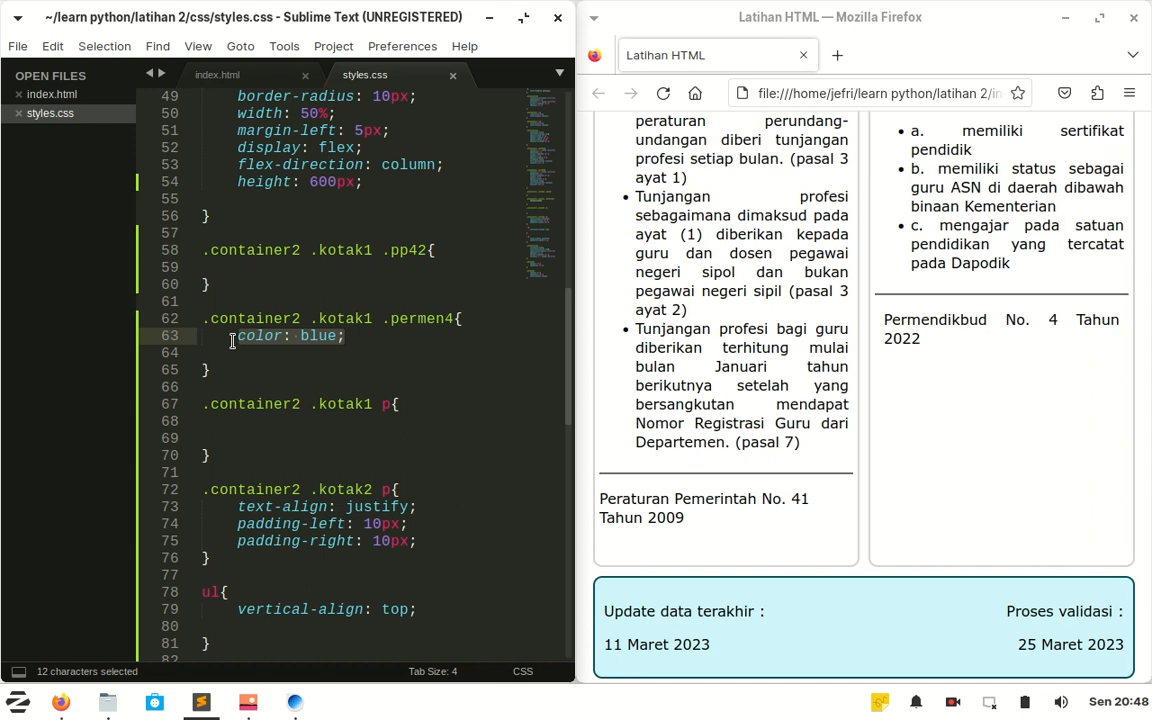 ~/learn python/latihan 2/css/styles.css - Sublime Text (UNREGISTERED)
File Edit Selection Find View Goto Tools Project Preferences Help
OPEN FILES
index.html
styles.css
index.html
styles.css
49 border-radius: 10px;
50 width: 50%;
51 margin-left: 5px;
52 display: flex;
53 flex-direction: column;
54 height: 600px;
55
56 }
57
58 .container2 .kotak1 .pp42{
59
60 }
61
62 .container2 .kotak1 .permen4{
63 color: blue;
64
65 }
66
67 .container2 .kotak1 p{
68
69
70 }
71
72 .container2 .kotak2 p{
73 text-align: justify;
74 padding-left: 10px;
75 padding-right: 10px;
76 }
77
78 ul{
79 vertical-align: top;
80
81 }
82
12 characters selected
Tab Size: 4
CSS
Latihan HTML — Mozilla Firefox
Latihan HTML
file:///home/jefri/learn python/latihan 2/in
peraturan perundang-
undangan diberi tunjangan
profesi setiap bulan. (pasal 3
ayat 1)
• Tunjangan profesi
sebagaimana dimaksud pada
ayat (1) diberikan kepada
guru dan dosen pegawai
negeri sipol dan bukan
pegawai negeri sipil (pasal 3
ayat 2)
• Tunjangan profesi bagi guru
diberikan terhitung mulai
bulan Januari tahun
berikutnya setelah yang
bersangkutan mendapat
Nomor Registrasi Guru dari
Departemen. (pasal 7)
Peraturan Pemerintah No. 41
Tahun 2009
• a. memiliki sertifikat
pendidik
• b. memiliki status sebagai
guru ASN di daerah dibawah
binaan Kementerian
• c. mengajar pada satuan
pendidikan yang tercatat
pada Dapodik
Permendikbud No. 4 Tahun
2022
Update data terakhir :
Proses validasi :
11 Maret 2023
25 Maret 2023
Sen 20:48